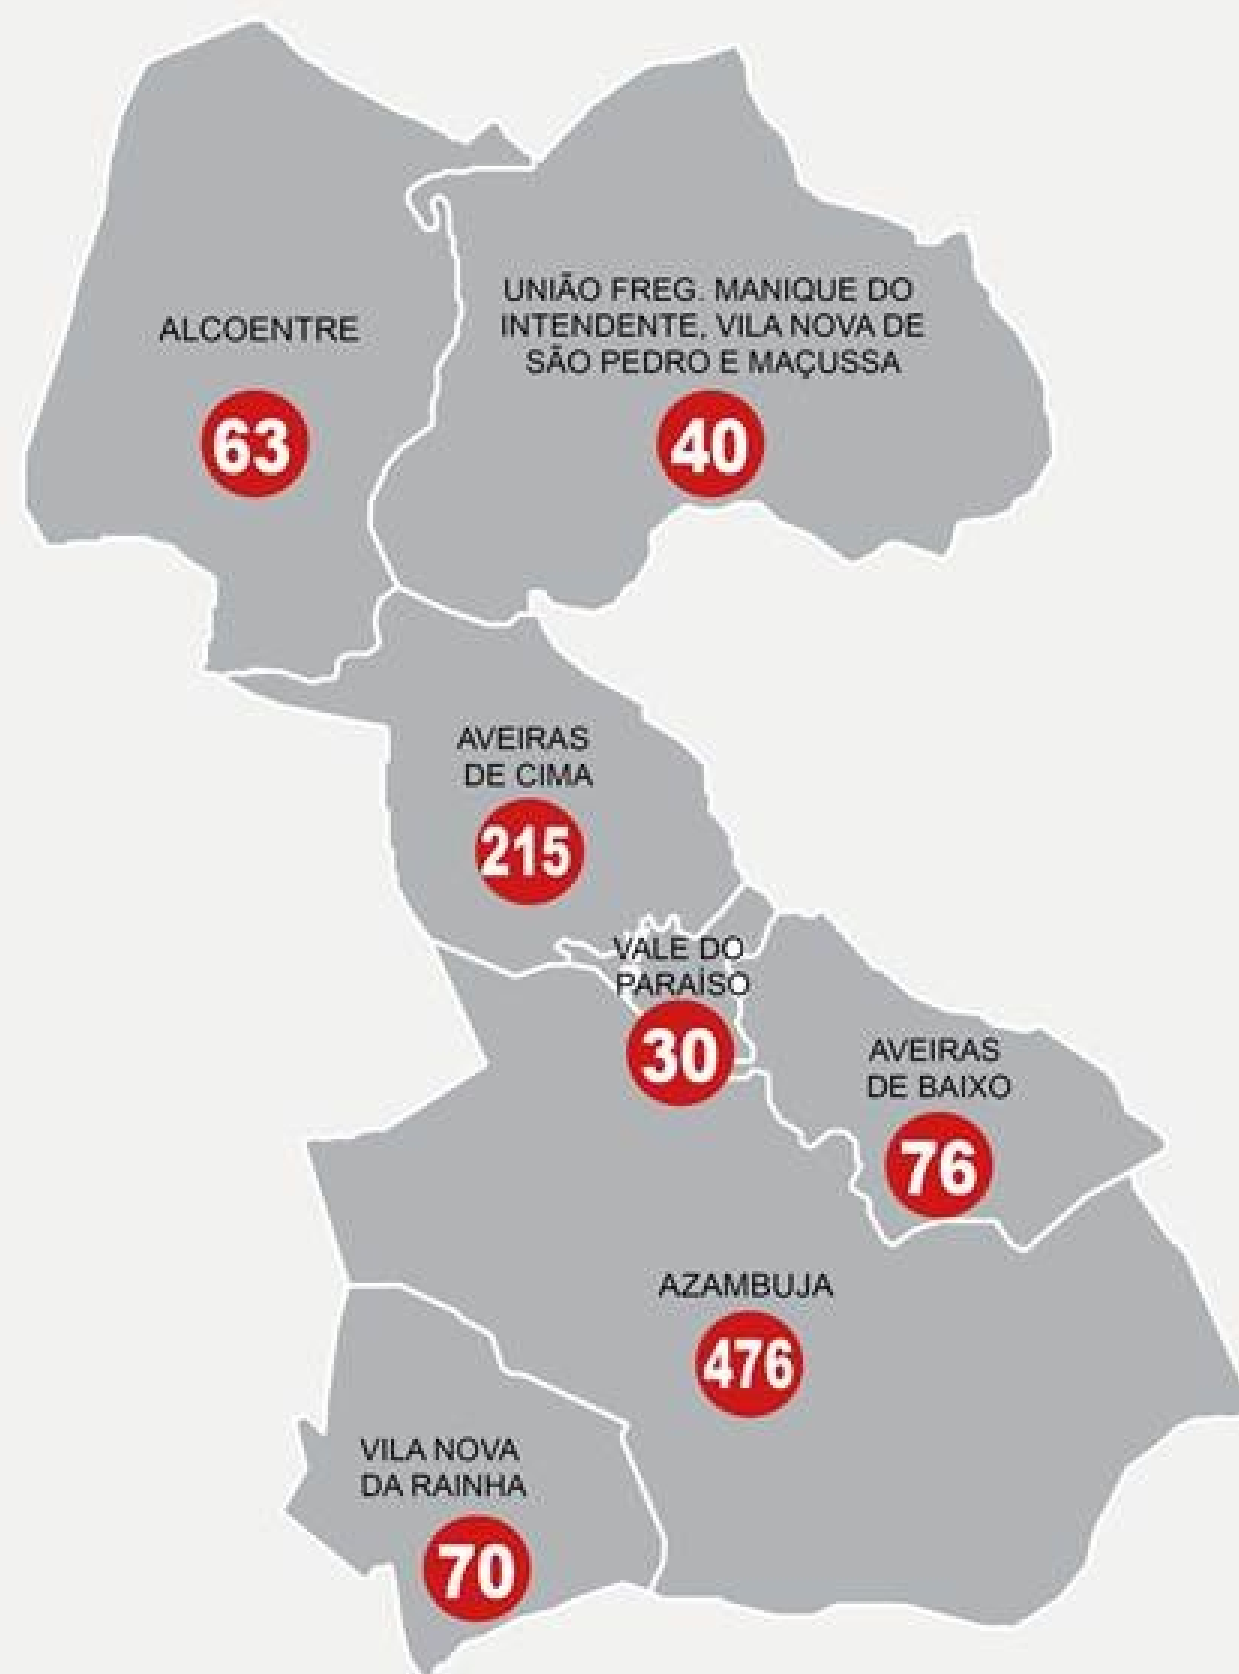 ALCOENTRE
63
UNIÃO FREG. MANIQUE DO
INTENDENTE, VILA NOVA DE
SÃO PEDRO E MAÇUSSA
40
AVEIRAS
DE CIMA
215
VALE DO
PARAÍSO
30
AVEIRAS
DE BAIXO
76
AZAMBUJA
476
VILA NOVA
DA RAINHA
70